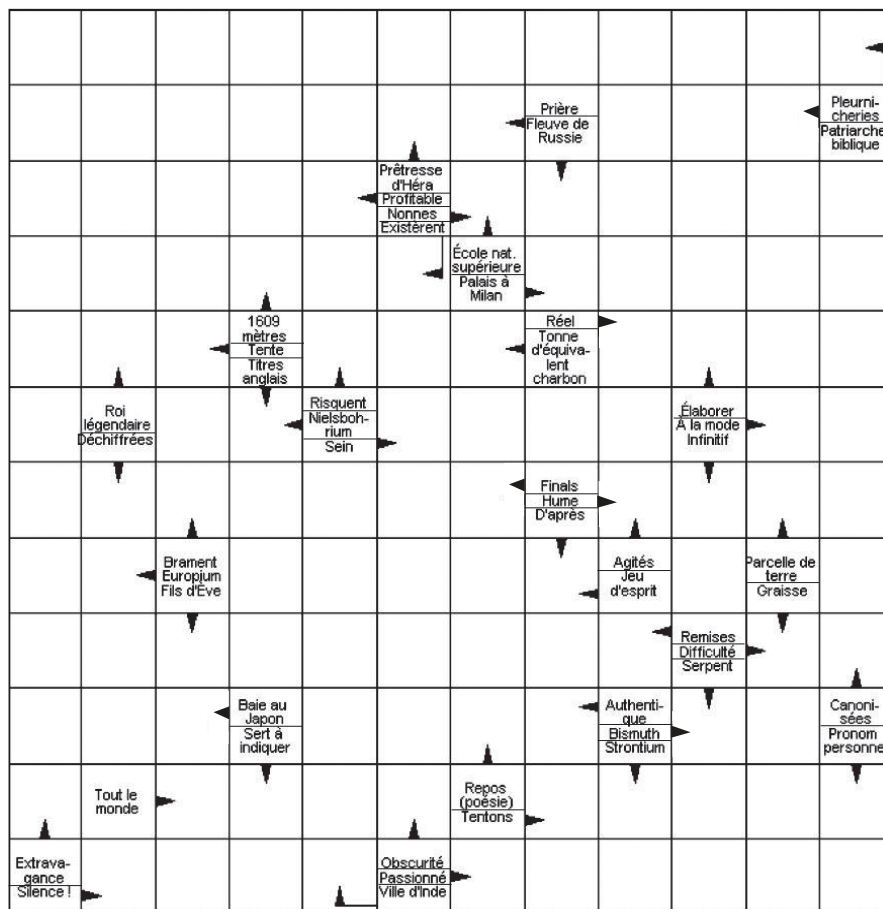 Prière
Fleuve de
Russie
Pleurni-
cheries
Patriarche
biblique
Prêtresse
d'Héra
Profitable
Nonnes
Existèrent
École nat.
supérieure
Palais à
Milan
1609
mètres
Tente
Titres
anglais
Réel
Tonne
d'équiva-
lent
charbon
Roi
légendaire
Déchiffrées
Risquent
Nielsboh-
rium
Sein
Élaborer
À la mode
Infinitif
Finals
Hume
D'après
Brament
Europium
Fils d'Ève
Agités
Jeu
d'esprit
Parcelle de
terre
Graisse
Remises
Difficulté
Serpent
Baie au
Japon
Sert à
indiquer
Authenti-
que
Bismuth
Strontium
Canoni-
sées
Pronom
personne
Tout le
monde
Repos
(poésie)
Tentons
Extrava-
gance
Silence !
Obscurité
Passionné
Ville d'Inde